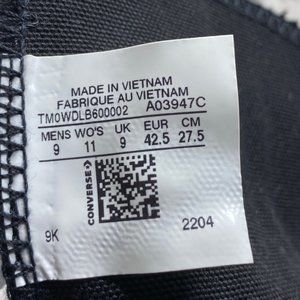 MADE IN VIETNAM
FABRIQUE AU VIETNAM
TM0WDLB600002 A03947C
MENS WO'S UK EUR CM
9 11 9 42.5 27.5
CONVERSE
9K 2204